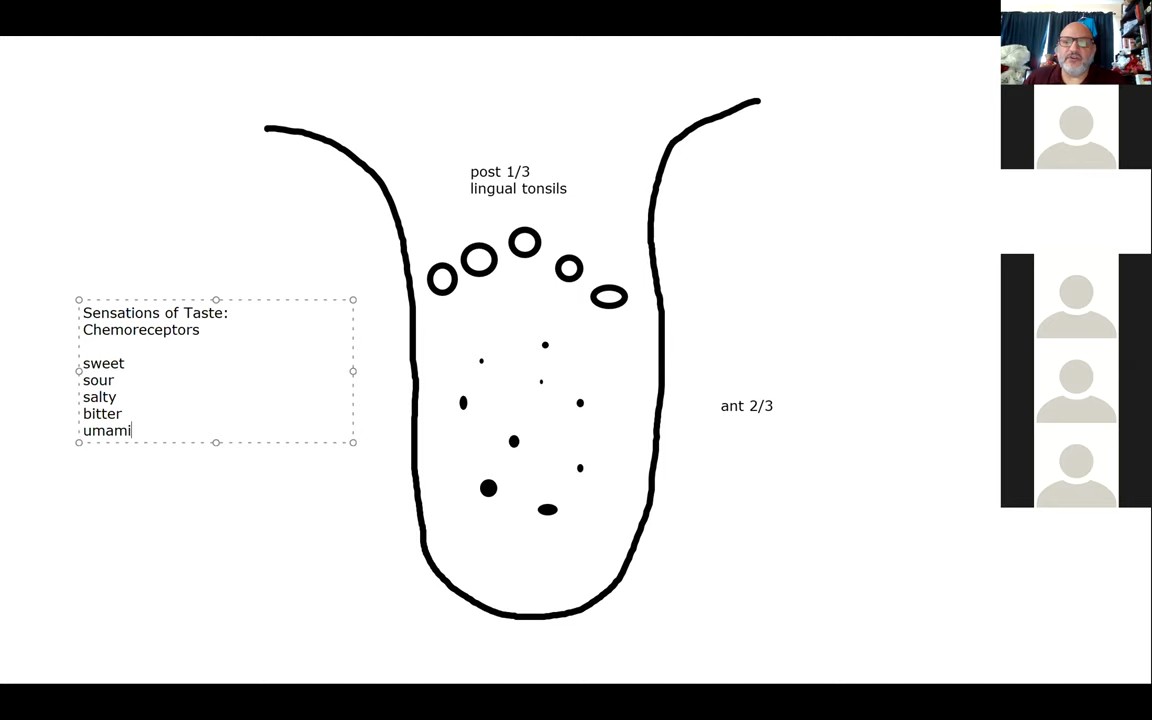 post 1/3
lingual tonsils
Sensations of Taste:
Chemoreceptors
sweet
sour
salty
bitter
umami
ant 2/3